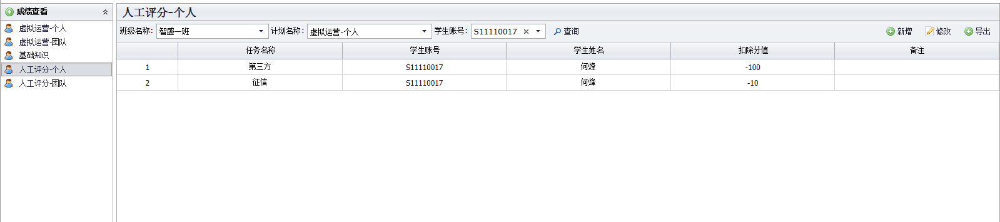 成绩查看
虚拟运营-个人
虚拟运营-团队
基础知识
人工评分-个人
人工评分-团队
人工评分-个人
班级名称: 智盛一班 计划名称: 虚拟运营-个人 学生账号: S11110017 查询 新增 修改 导出
任务名称 学生账号 学生姓名 扣除分值 备注
1 第三方 S11110017 何烽 -100
2 征信 S11110017 何烽 -10